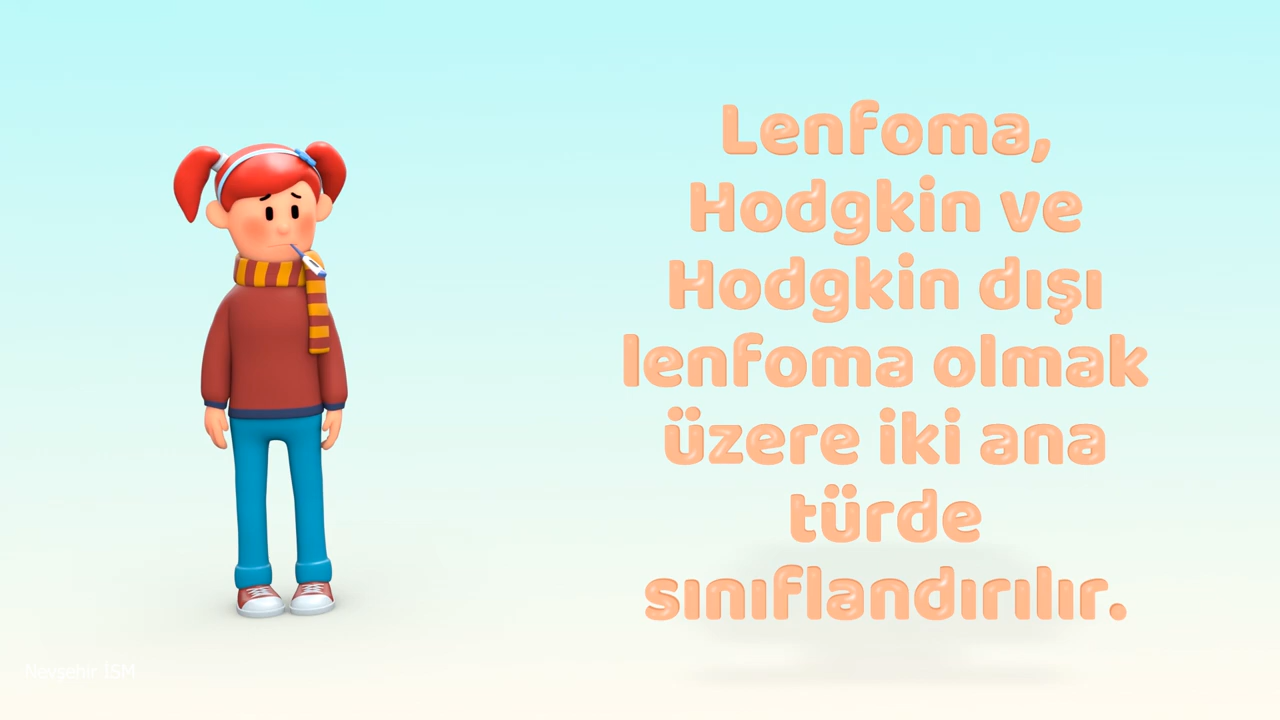 Lenfoma,
Hodgkin ve
Hodgkin dışı
lenfoma olmak
üzere iki ana
türde
sınıflandırılır.
Nevşehir İSM